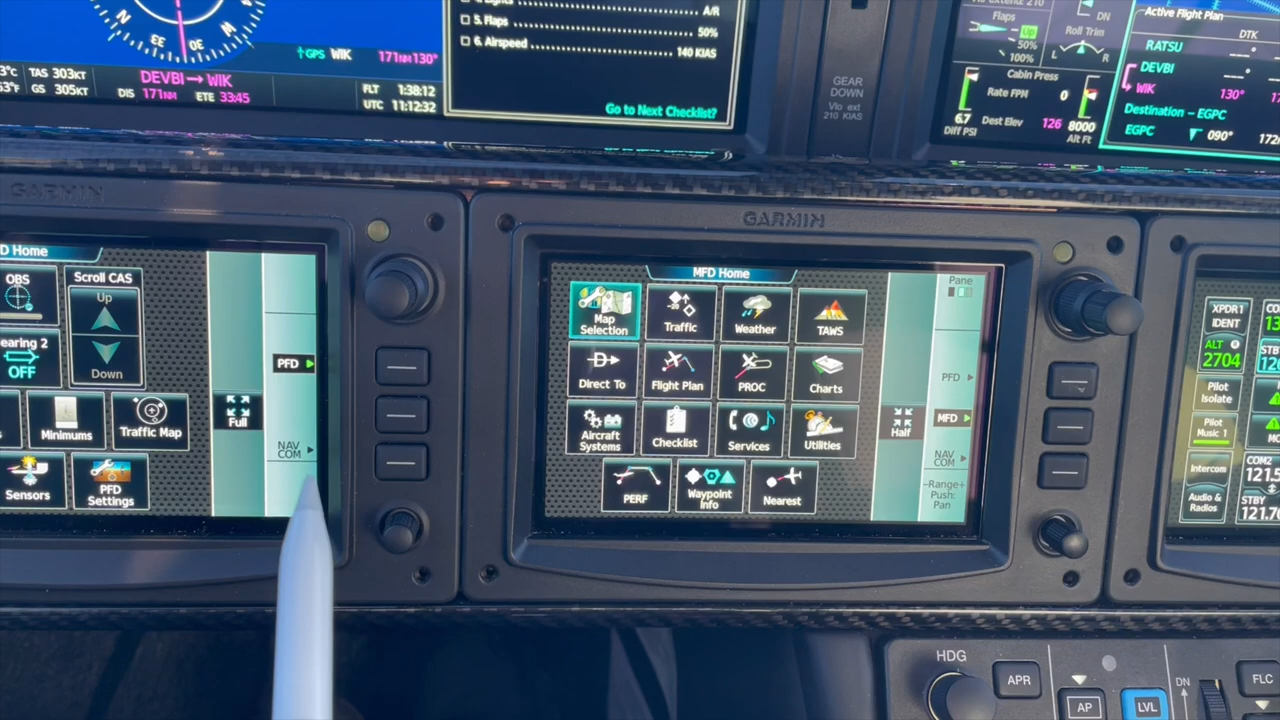 A/R
5. Flaps
50%
6. Airspeed
140 KIAS
Go to Next Checklist?
↑GPS WIK 171NM 130°
TAS 303KT
GS 305KT
DEVBI → WIK
DIS 171NM ETE 33:45
FLT 1:38:12
UTC 11:12:32
GEAR
DOWN
Vlo ext
210 KIAS
Flaps
Up
50%
100%
DN
Roll Trim
L R
Cabin Press
Rate FPM 0
6.7
Diff PSI
Dest Elev 126
8000
Alt Ft
Active Flight Plan
DTK
RATSU
DEVBI
WIK 130°
Destination - EGPC
EGPC 090°
GARMIN
D Home
OBS
Scroll CAS
Up
Down
earing 2
OFF
Minimums
Traffic Map
Sensors
PFD
Settings
Full
PFD
NAV
COM
GARMIN
MFD Home
Map
Selection
Traffic
Weather
TAWS
Direct To
Flight Plan
PROC
Charts
Aircraft
Systems
Checklist
Services
Utilities
PERF
Waypoint
Info
Nearest
Pane
PFD
Half
MFD
NAV
COM
-Range+
Push:
Pan
XPDR1
IDENT
ALT
2704
Pilot
Isolate
Pilot
Music 1
Intercom
Audio &
Radios
STB
COM2
121.5
STBY
121.70
HDG
APR
AP
LVL
DN
FLC